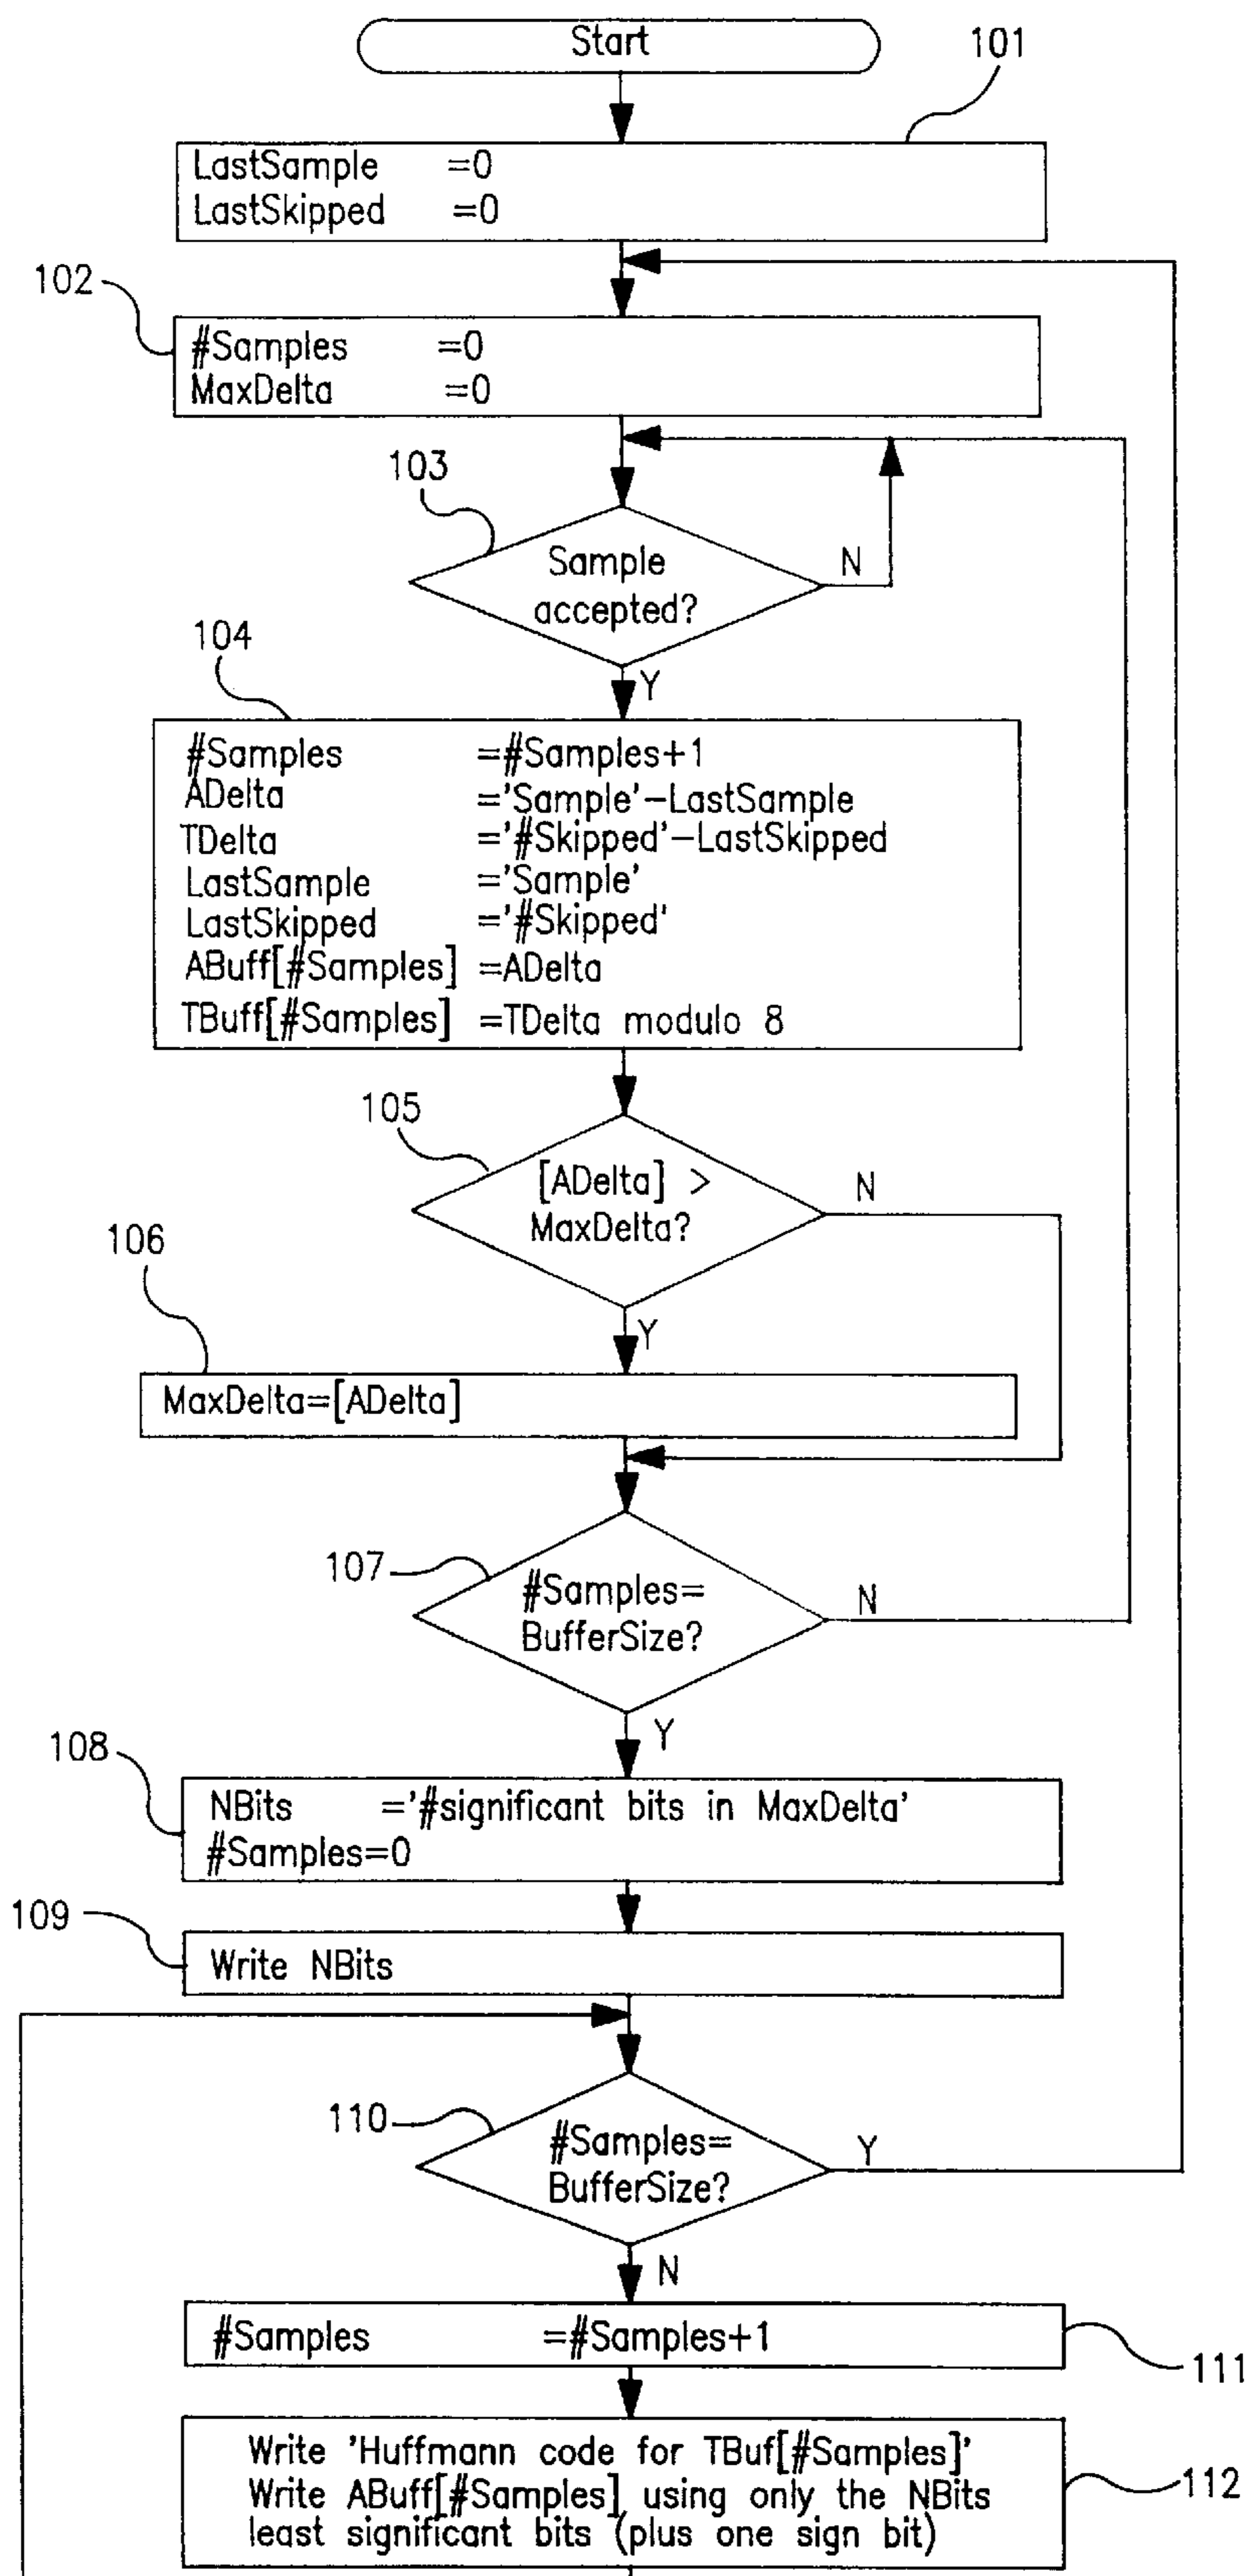 Start
101
LastSample =0
LastSkipped =0
102
#Samples =0
MaxDelta =0
103
Sample
accepted?
N
Y
104
#Samples =#Samples+1
ADelta ='Sample'-LastSample
TDelta ='#Skipped'-LastSkipped
LastSample ='Sample'
LastSkipped ='#Skipped'
ABuff[#Samples] =ADelta
TBuff[#Samples] =TDelta modulo 8
105
[ADelta] >
MaxDelta?
N
Y
106
MaxDelta=[ADelta]
107
#Samples=
BufferSize?
N
Y
108
NBits ='#significant bits in MaxDelta'
#Samples=0
109
Write NBits
110
#Samples=
BufferSize?
Y
N
#Samples =#Samples+1
111
Write 'Huffmann code for TBuf[#Samples]'
Write ABuff[#Samples] using only the NBits
least significant bits (plus one sign bit)
112